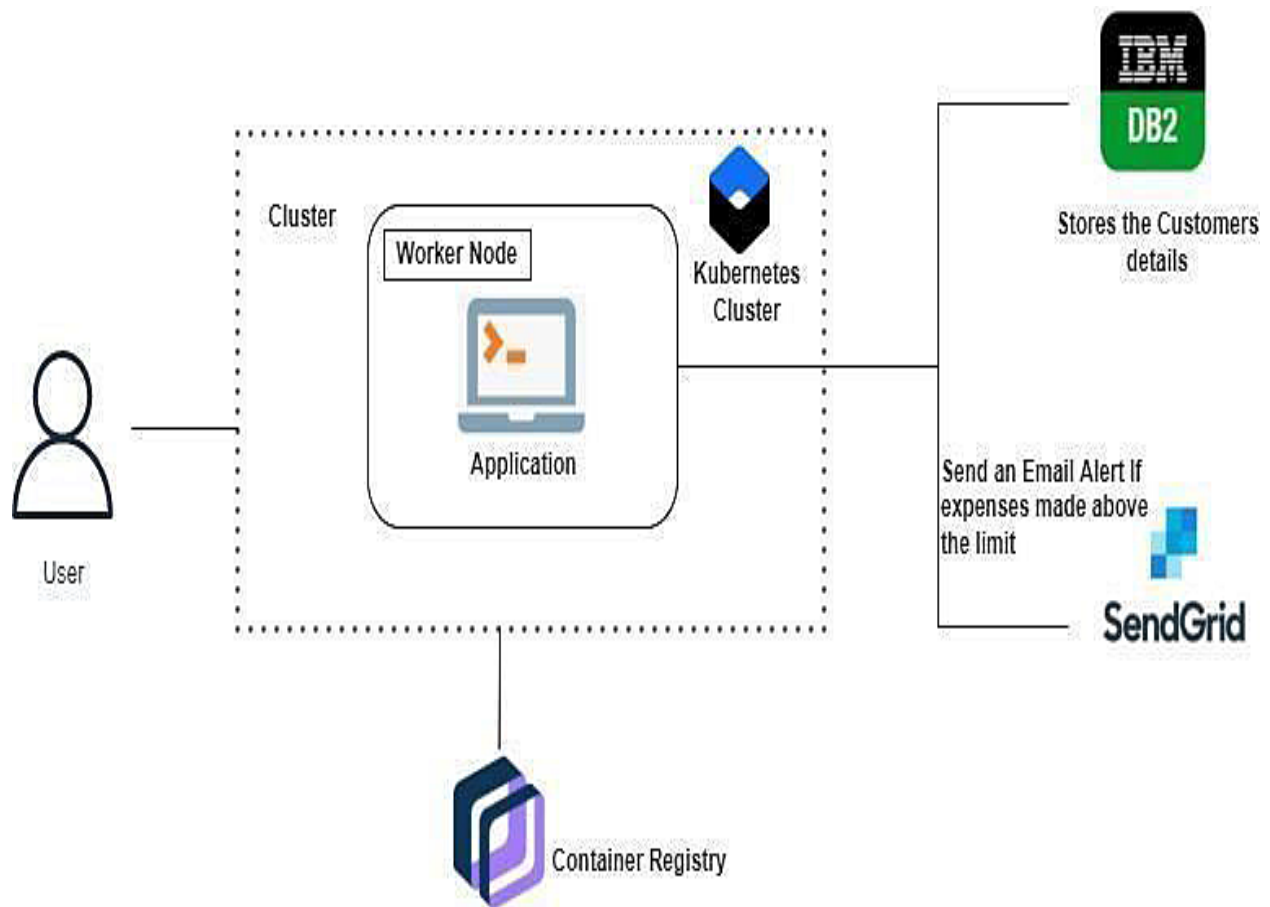 IBM
DB2
Stores the Customers
details
Cluster
Worker Node
Kubernetes
Cluster
Application
User
Send an Email Alert If
expenses made above
the limit
SendGrid
Container Registry